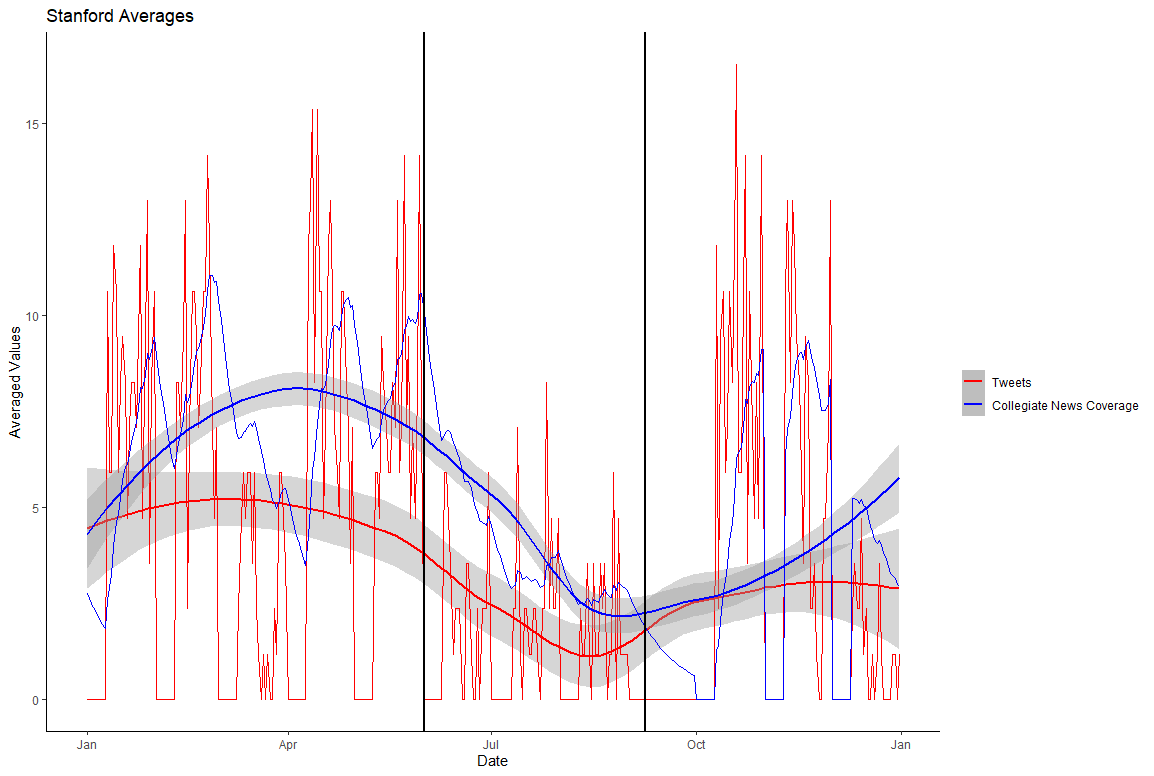 Stanford Averages
15
10
5
0
Averaged Values
Jan
Apr
Jul
Oct
Jan
Date
Tweets
Collegiate News Coverage